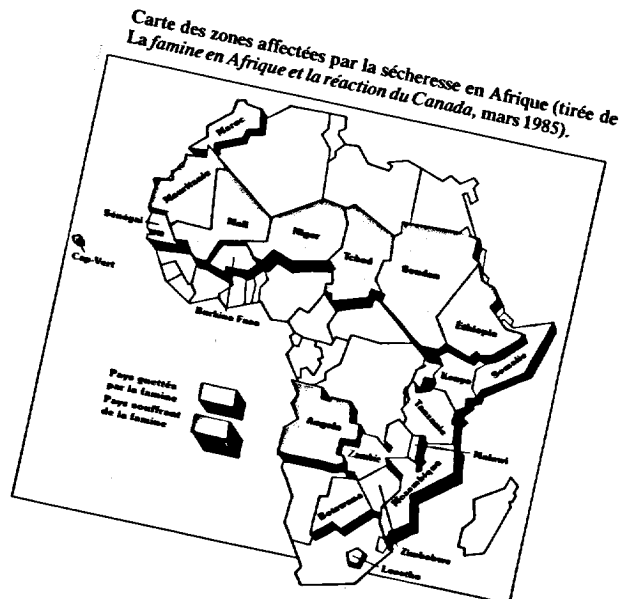 Carte des zones affectées par la sécheresse en Afrique (tirée de
La famine en Afrique et la réaction du Canada, mars 1985).
Maroc
Mauritanie
Mali
Niger
Tchad
Soudan
Sénégal
Cap-Vert
Burkina Faso
Éthiopie
Somalie
Kenya
Pays guettés
par la famine
Pays souffrant
de la famine
Angola
Tanzanie
Zambie
Malawi
Mozambique
Botswana
Zimbabwe
Lesotho